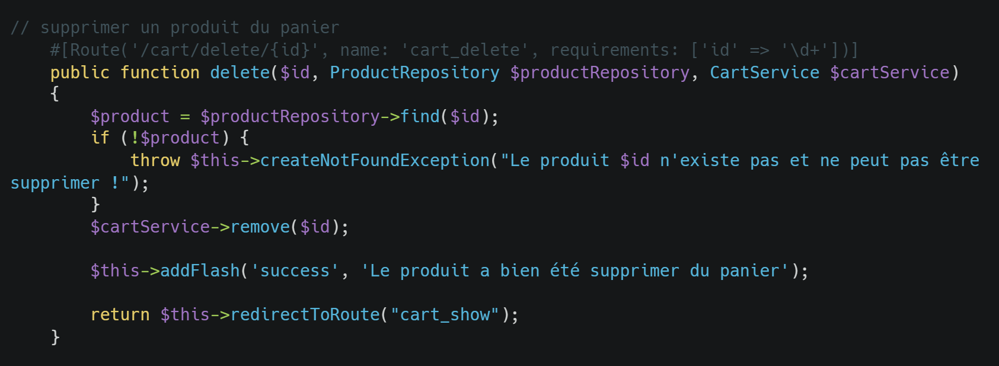 // supprimer un produit du panier
    #[Route('/cart/delete/{id}', name: 'cart_delete', requirements: ['id' => '\d+'])]
    public function delete($id, ProductRepository $productRepository, CartService $cartService)
    {
        $product = $productRepository->find($id);
        if (!$product) {
            throw $this->createNotFoundException("Le produit $id n'existe pas et ne peut pas être
supprimer !");
        }
        $cartService->remove($id);

        $this->addFlash('success', 'Le produit a bien été supprimer du panier');

        return $this->redirectToRoute("cart_show");
    }